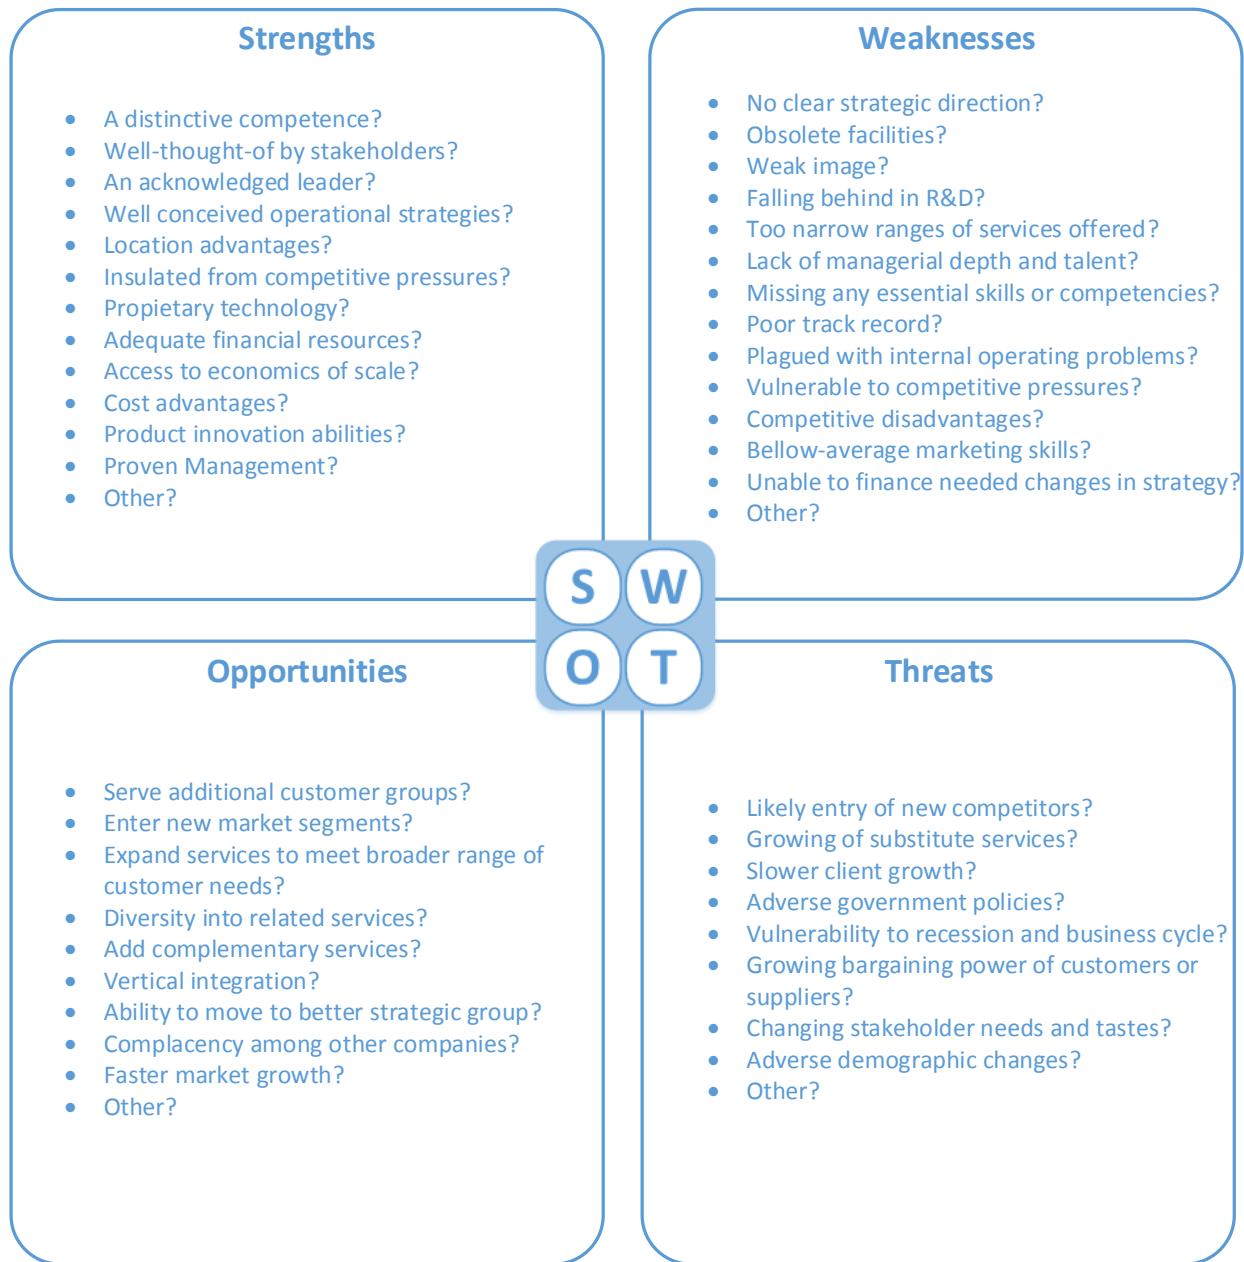 Strengths
• A distinctive competence?
• Well-thought-of by stakeholders?
• An acknowledged leader?
• Well conceived operational strategies?
• Location advantages?
• Insulated from competitive pressures?
• Propietary technology?
• Adequate financial resources?
• Access to economics of scale?
• Cost advantages?
• Product innovation abilities?
• Proven Management?
• Other?
Weaknesses
• No clear strategic direction?
• Obsolete facilities?
• Weak image?
• Falling behind in R&D?
• Too narrow ranges of services offered?
• Lack of managerial depth and talent?
• Missing any essential skills or competencies?
• Poor track record?
• Plagued with internal operating problems?
• Vulnerable to competitive pressures?
• Competitive disadvantages?
• Bellow-average marketing skills?
• Unable to finance needed changes in strategy?
• Other?
S W
O T
Opportunities
• Serve additional customer groups?
• Enter new market segments?
• Expand services to meet broader range of
customer needs?
• Diversity into related services?
• Add complementary services?
• Vertical integration?
• Ability to move to better strategic group?
• Complacency among other companies?
• Faster market growth?
• Other?
Threats
• Likely entry of new competitors?
• Growing of substitute services?
• Slower client growth?
• Adverse government policies?
• Vulnerability to recession and business cycle?
• Growing bargaining power of customers or
suppliers?
• Changing stakeholder needs and tastes?
• Adverse demographic changes?
• Other?